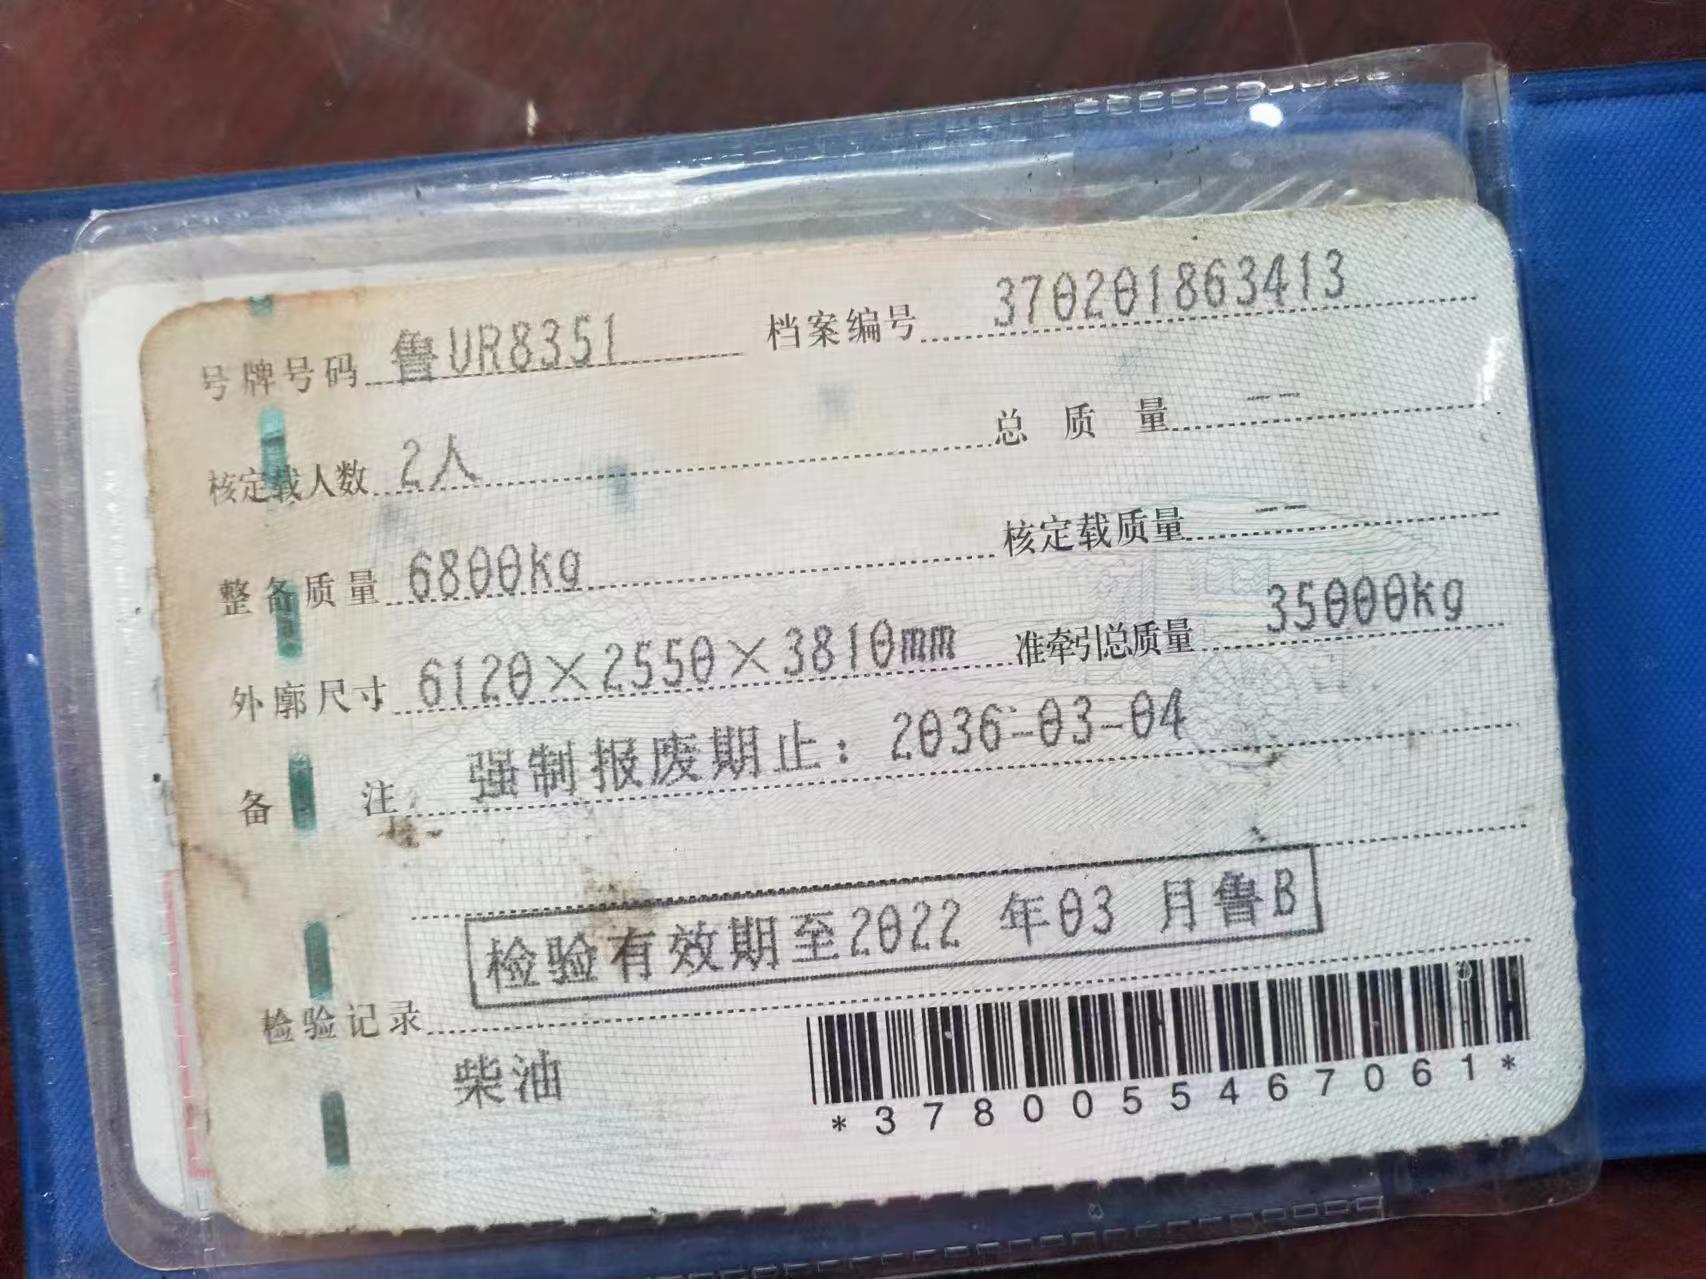 号牌号码 鲁UR8351 档案编号 370201863413
核定载人数 2人 总质量 --
整备质量 6800kg 核定载质量 --
外廓尺寸 6120×2550×3810mm 准牵引总质量 35000kg
备注 强制报废期止：2036-03-04
检验有效期至2022 年03 月鲁B
检验记录
柴油
*3780055467061*